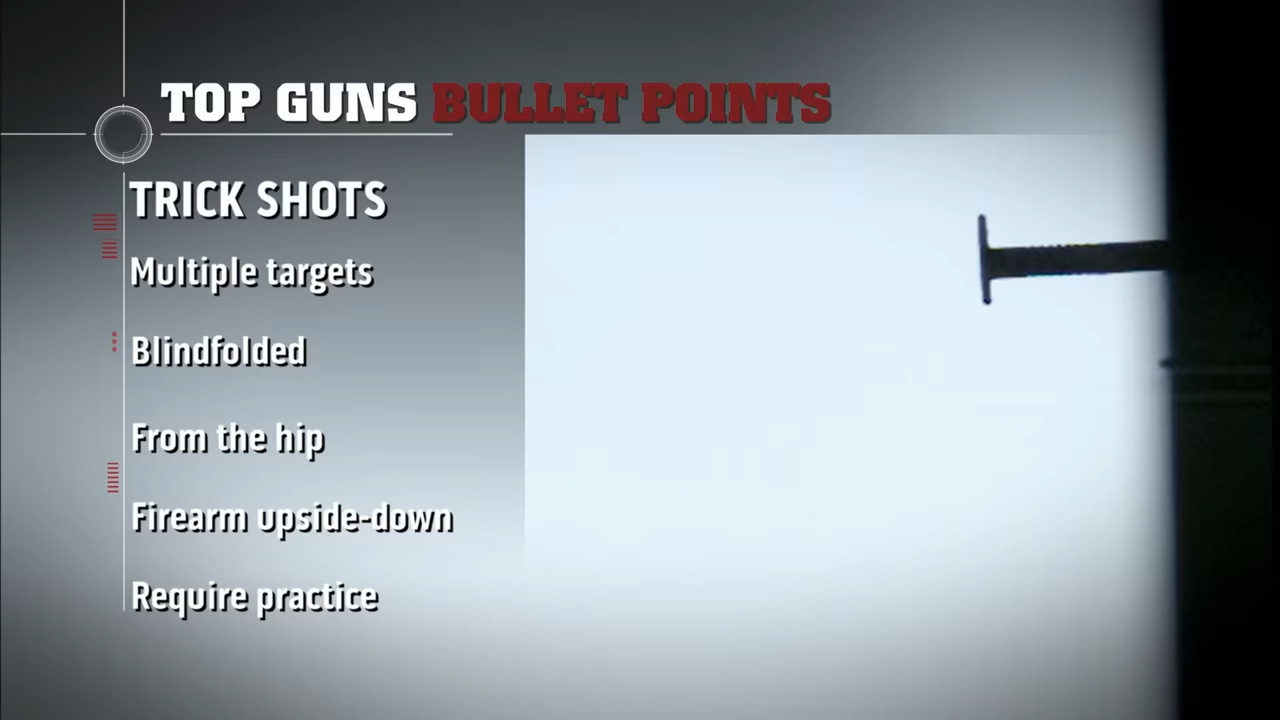 TOP GUNS BULLET POINTS
TRICK SHOTS
Multiple targets
Blindfolded
From the hip
Firearm upside-down
Require practice